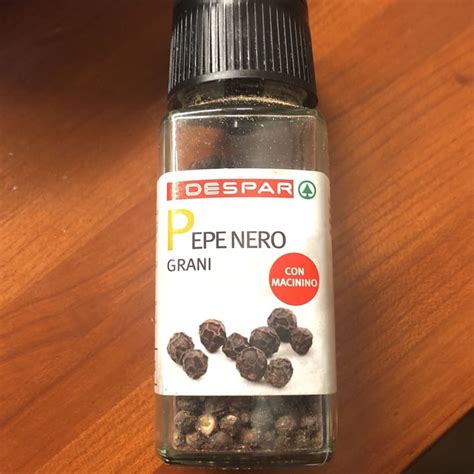 DESPAR
PEPE NERO
GRANI
CON
MACININO